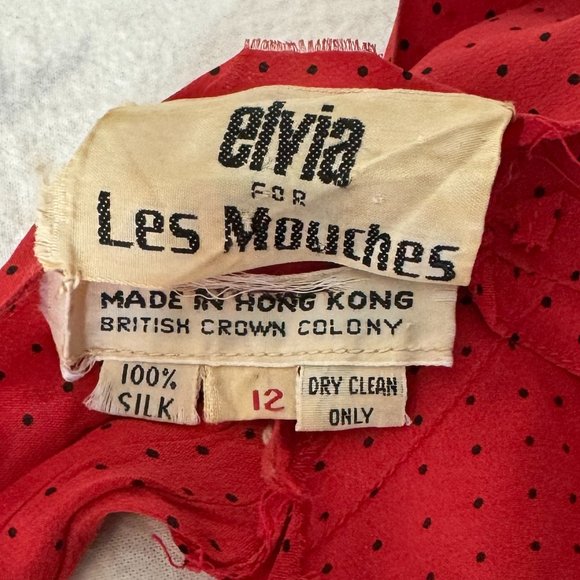 elvia
FOR
Les Mouches
MADE IN HONG KONG
BRITISH CROWN COLONY
100%
SILK
12
DRY CLEAN
ONLY